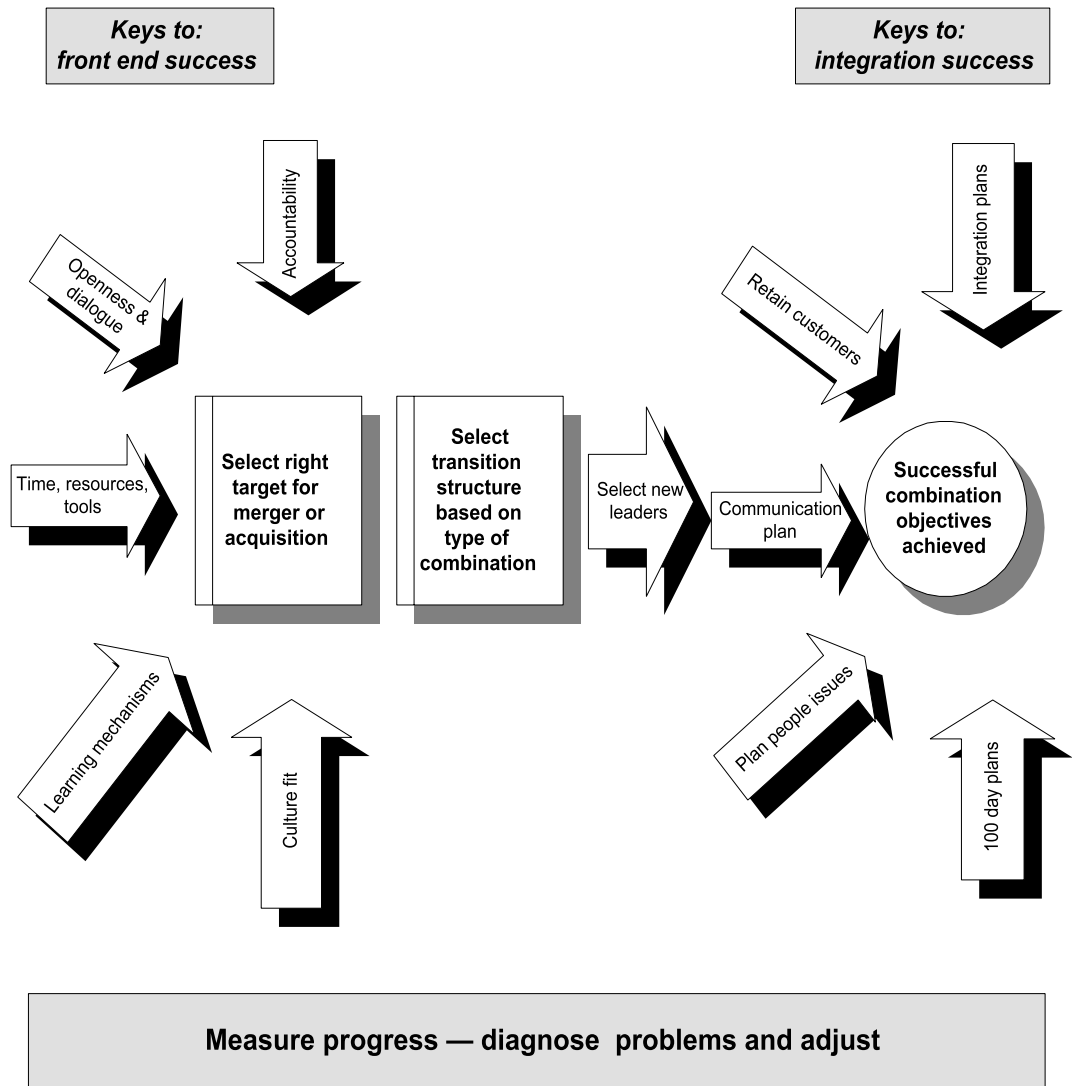 Keys to:
front end success
Keys to:
integration success
Accountability
Integration plans
Openness &
dialogue
Retain customers
Time, resources,
tools
Select right
target for
merger or
acquisition
Select
transition
structure
based on
type of
combination
Select new
leaders
Communication
plan
Successful
combination
objectives
achieved
Learning mechanisms
Culture fit
Plan people issues
100 day plans
Measure progress — diagnose  problems and adjust